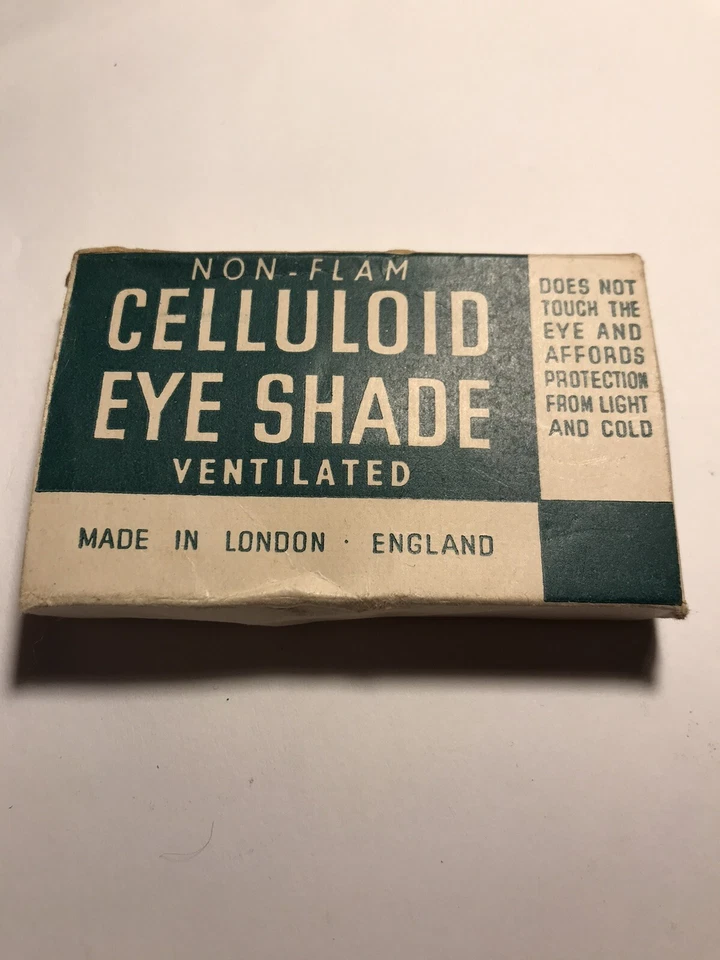 NON-FLAM
CELLULOID
EYE SHADE
VENTILATED
MADE IN LONDON · ENGLAND
DOES NOT
TOUCH THE
EYE AND
AFFORDS
PROTECTION
FROM LIGHT
AND COLD